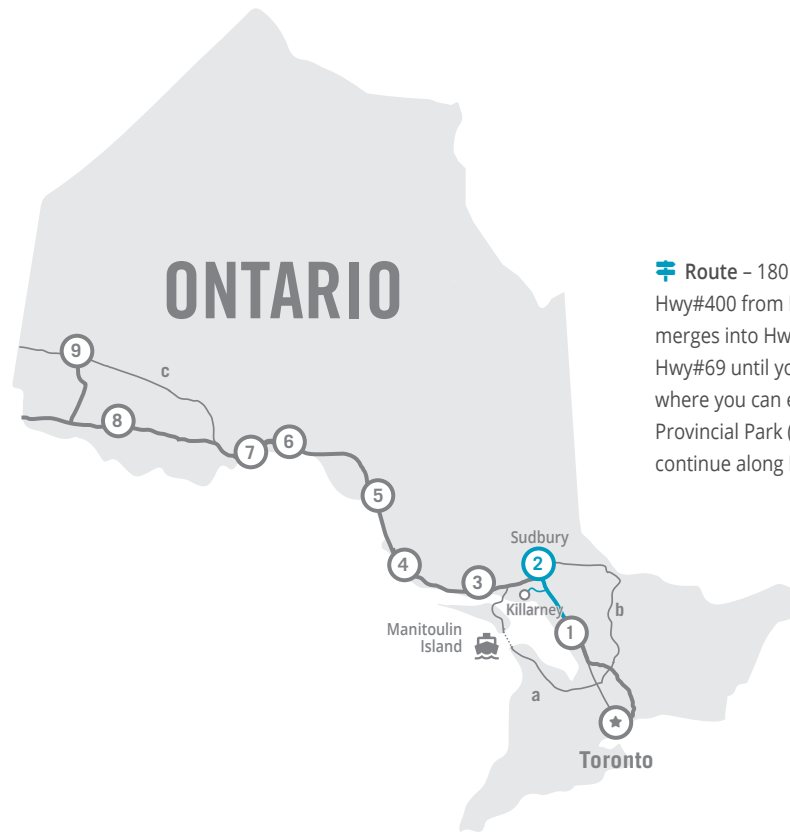 ONTARIO
Route – 180
Hwy#400 from
merges into Hw
Hwy#69 until yo
where you can e
Provincial Park (
continue along
9
c
8
7
6
5
Sudbury
4
3
2
Killarney
b
Manitoulin
Island
1
a
Toronto